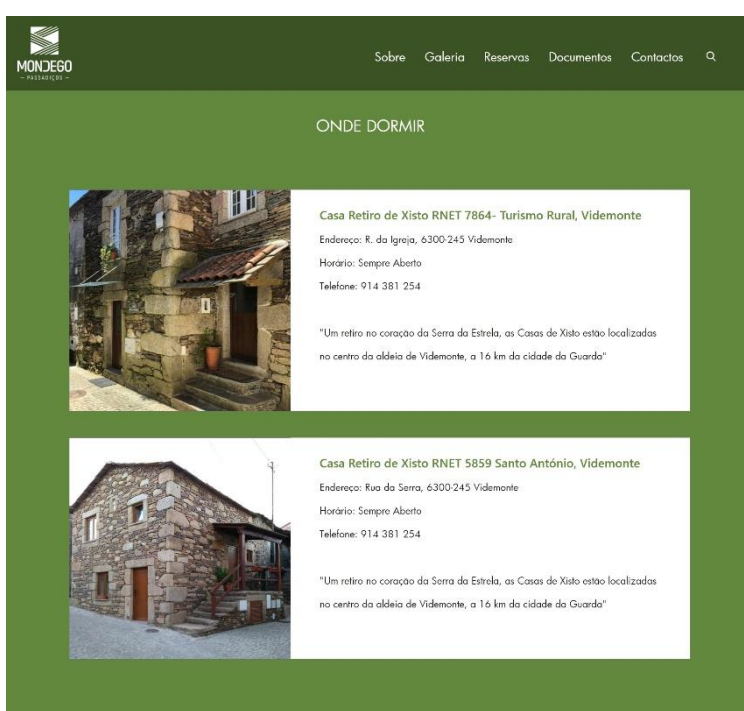 MONDEGO
– PASSADIÇOS –
Sobre Galeria Reservas Documentos Contactos
ONDE DORMIR
Casa Retiro de Xisto RNET 7864- Turismo Rural, Videmonte
Endereço: R. da Igreja, 6300-245 Videmonte
Horário: Sempre Aberto
Telefone: 914 381 254
"Um retiro no coração da Serra da Estrela, as Casas de Xisto estão localizadas
no centro da aldeia de Videmonte, a 16 km da cidade da Guarda"
Casa Retiro de Xisto RNET 5859 Santo António, Videmonte
Endereço: Rua da Serra, 6300-245 Videmonte
Horário: Sempre Aberto
Telefone: 914 381 254
"Um retiro no coração da Serra da Estrela, as Casas de Xisto estão localizadas
no centro da aldeia de Videmonte, a 16 km da cidade da Guarda"